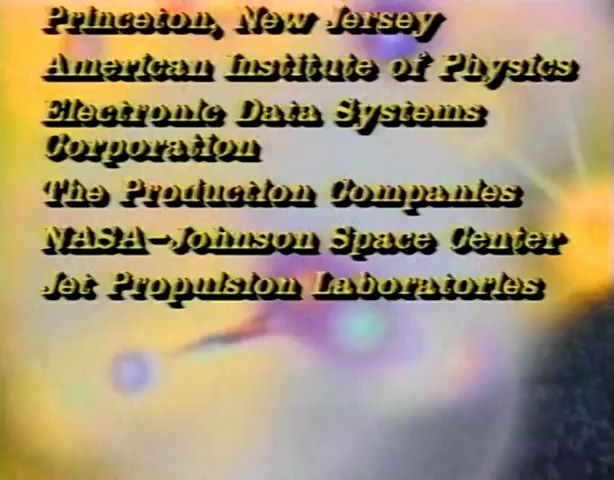 Princeton, New Jersey
American Institute of Physics
Electronic Data Systems
Corporation
The Production Companies
NASA-Johnson Space Center
Jet Propulsion Laboratories